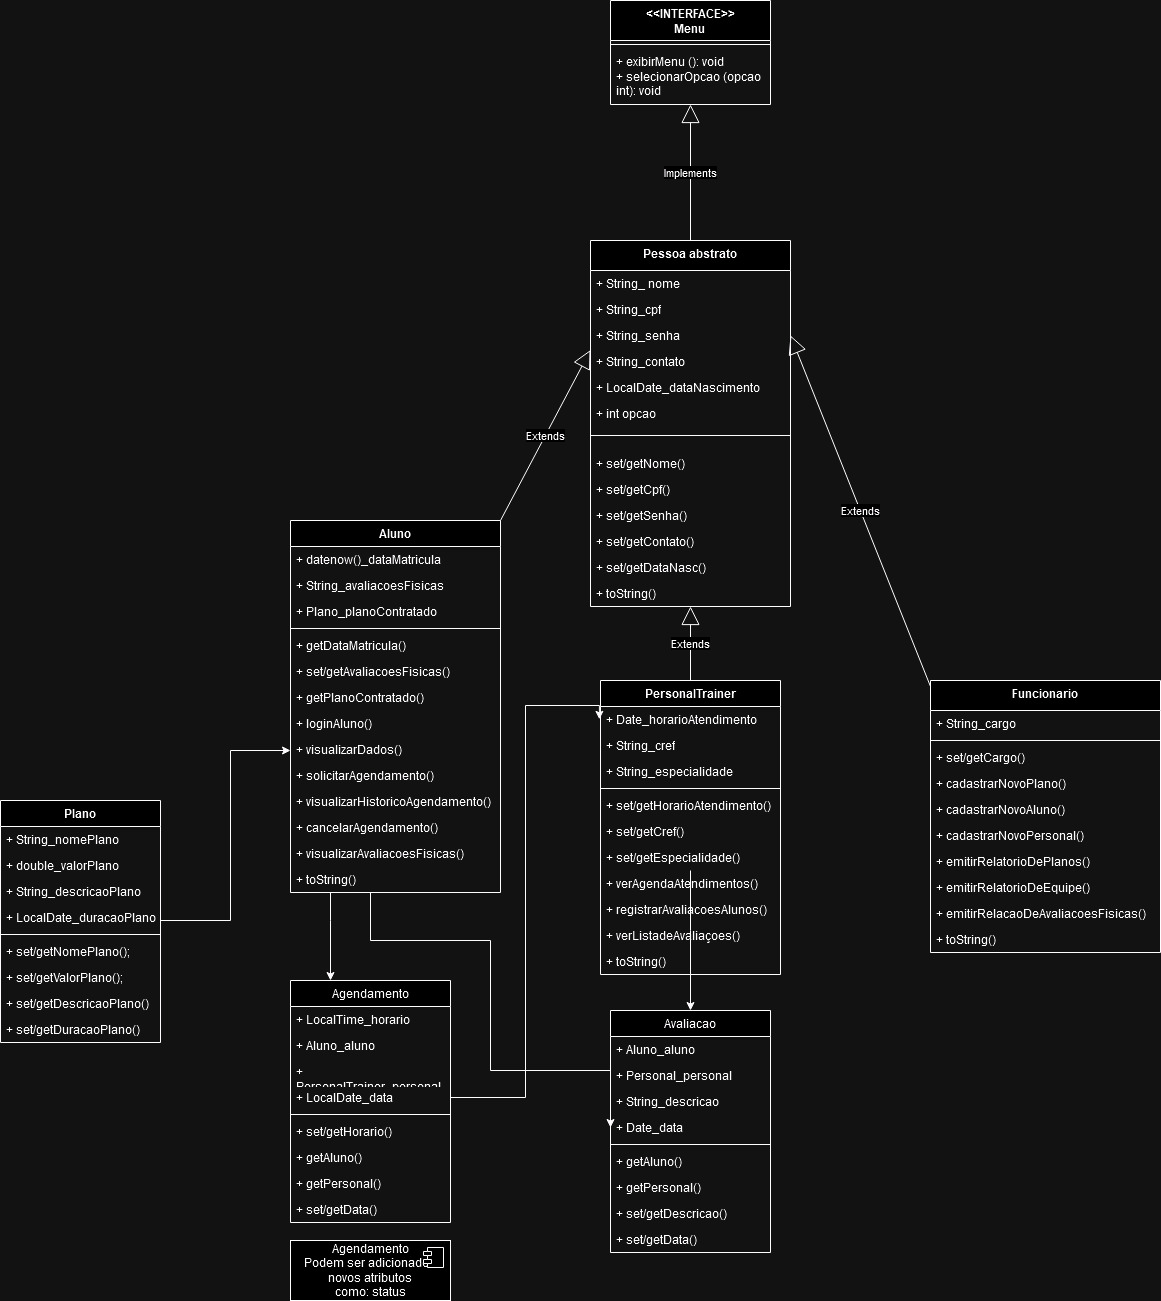 <<INTERFACE>>
Menu
+ exibirMenu (): void
+ selecionarOpcao (opcao
int): void
Implements
Pessoa abstrato
+ String_ nome
+ String_cpf
+ String_senha
+ String_contato
+ LocalDate_dataNascimento
+ int opcao
+ set/getNome()
+ set/getCpf()
+ set/getSenha()
+ set/getContato()
+ set/getDataNasc()
+ toString()
Extends
Extends
Extends
Aluno
+ datenow()_dataMatricula
+ String_avaliacoesFisicas
+ Plano_planoContratado
+ getDataMatricula()
+ set/getAvaliacoesFisicas()
+ getPlanoContratado()
+ loginAluno()
+ visualizarDados()
+ solicitarAgendamento()
+ visualizarHistoricoAgendamento()
+ cancelarAgendamento()
+ visualizarAvaliacoesFisicas()
+ toString()
PersonalTrainer
+ Date_horarioAtendimento
+ String_cref
+ String_especialidade
+ set/getHorarioAtendimento()
+ set/getCref()
+ set/getEspecialidade()
+ verAgendaAtendimentos()
+ registrarAvaliacoesAlunos()
+ verListadeAvaliaçoes()
+ toString()
Funcionario
+ String_cargo
+ set/getCargo()
+ cadastrarNovoPlano()
+ cadastrarNovoAluno()
+ cadastrarNovoPersonal()
+ emitirRelatorioDePlanos()
+ emitirRelatorioDeEquipe()
+ emitirRelacaoDeAvaliacoesFisicas()
+ toString()
Plano
+ String_nomePlano
+ double_valorPlano
+ String_descricaoPlano
+ LocalDate_duracaoPlano
+ set/getNomePlano();
+ set/getValorPlano();
+ set/getDescricaoPlano()
+ set/getDuracaoPlano()
Agendamento
+ LocalTime_horario
+ Aluno_aluno
+
PersonalTrainer_personal
+ LocalDate_data
+ set/getHorario()
+ getAluno()
+ getPersonal()
+ set/getData()
Avaliacao
+ Aluno_aluno
+ Personal_personal
+ String_descricao
+ Date_data
+ getAluno()
+ getPersonal()
+ set/getDescricao()
+ set/getData()
Agendamento
Podem ser adicionado
novos atributos
como: status